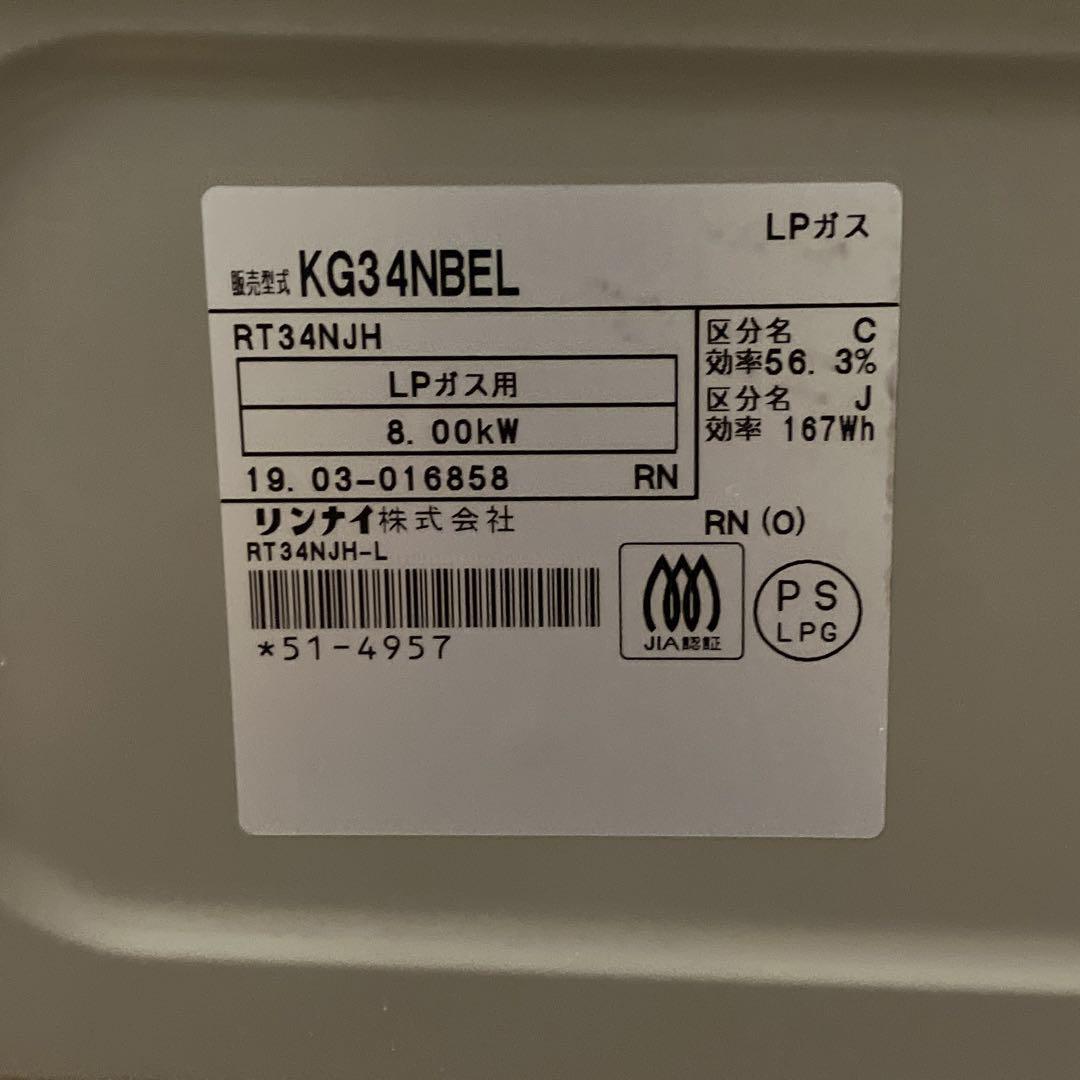 LPガス
販売型式 KG34NBEL
RT34NJH
LPガス用
8.00kW
19.03-016858 RN
区分名 C
効率56.3%
区分名 J
効率 167Wh
リンナイ株式会社
RN (O)
RT34NJH-L
*51-4957
JIA認証
PS
LPG